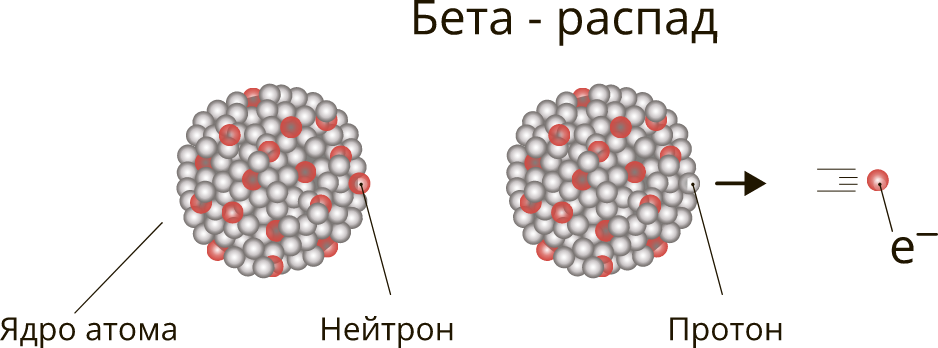 Бета - распад
e⁻
Ядро атома
Нейтрон
Протон